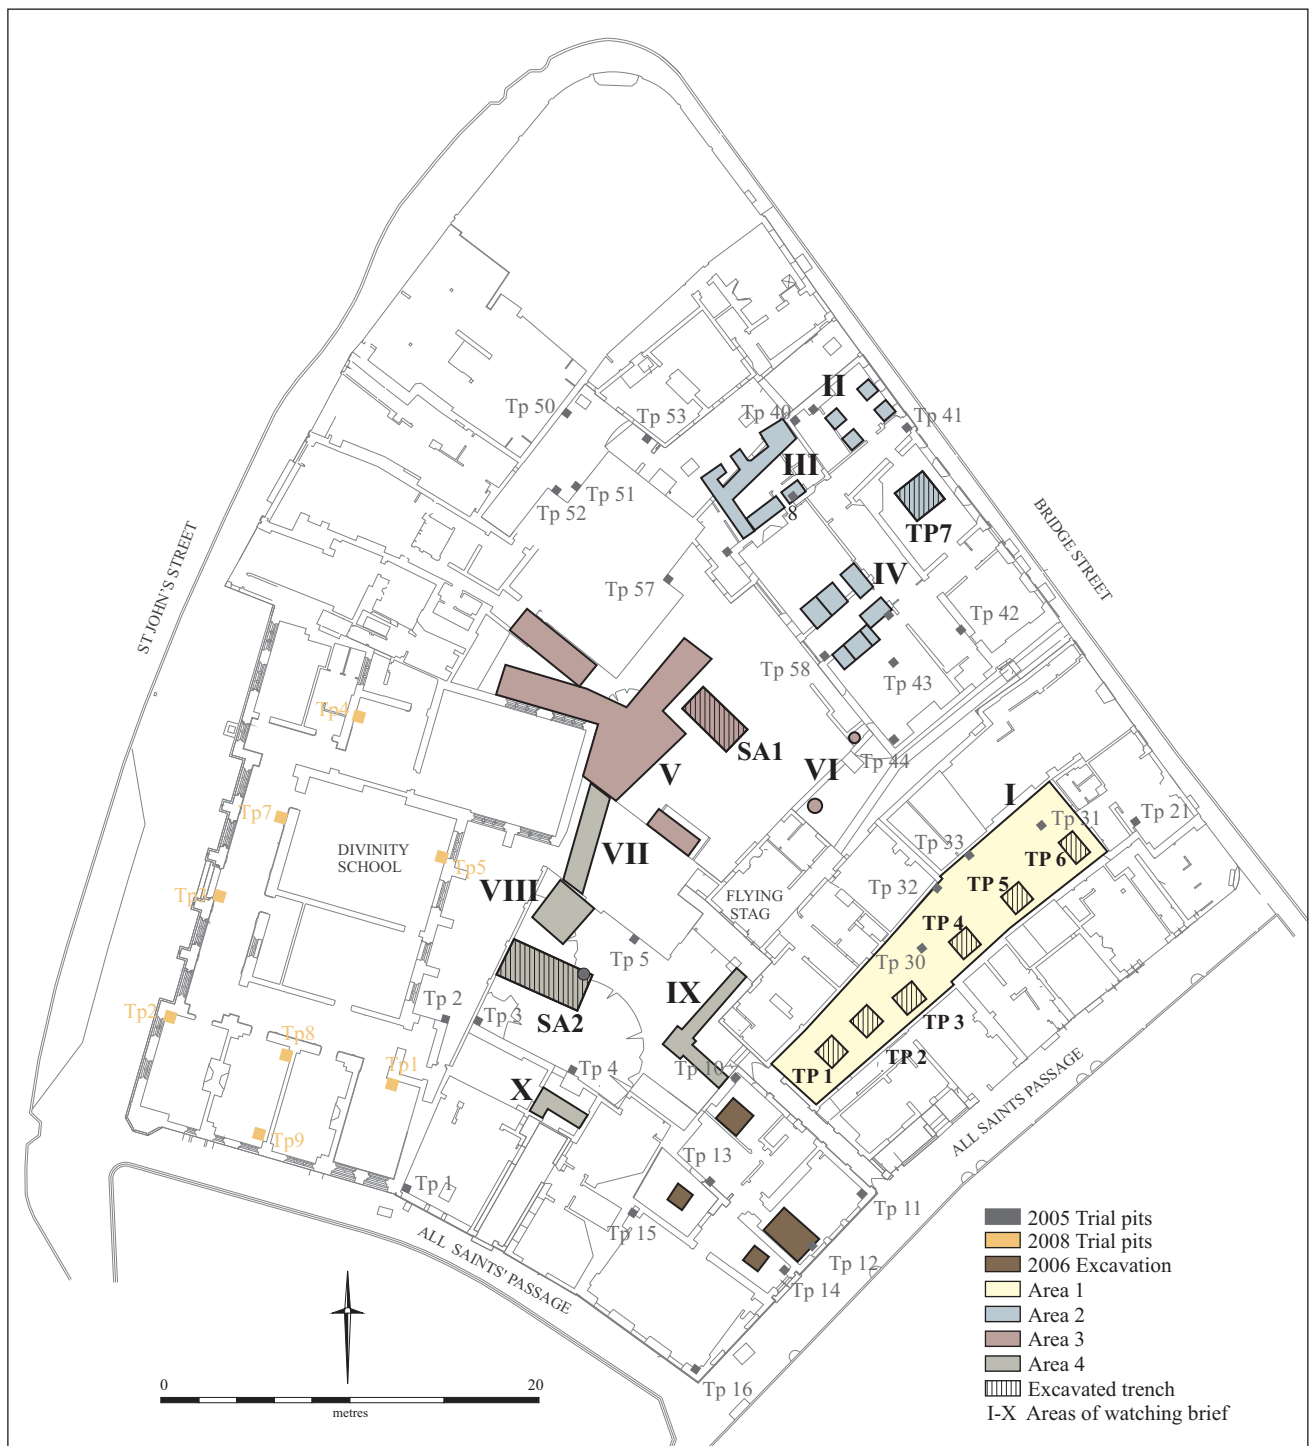 II
Tp 50
Tp 53
Tp 40
Tp 41
III
Tp 51
Tp 52
8
TP7
BRIDGE STREET
ST JOHN'S STREET
Tp 57
IV
Tp 42
Tp 58
Tp 43
Tp4
SA1
V
VI
Tp 44
I
Tp7
Tp 31
Tp 21
DIVINITY
SCHOOL
VII
Tp5
Tp 33
TP 6
VIII
Tp3
FLYING
STAG
Tp 32
TP 5
TP 4
Tp 5
Tp 30
IX
Tp2
Tp 2
Tp 3
SA2
TP 3
Tp8
Tp1
Tp 4
Tp 10
TP 1
TP 2
X
ALL SAINTS PASSAGE
Tp9
Tp 1
Tp 13
Tp 11
Tp 15
Tp 12
Tp 14
ALL SAINTS' PASSAGE
Tp 16
2005 Trial pits
2008 Trial pits
2006 Excavation
Area 1
Area 2
Area 3
Area 4
Excavated trench
I-X Areas of watching brief
0 20
metres